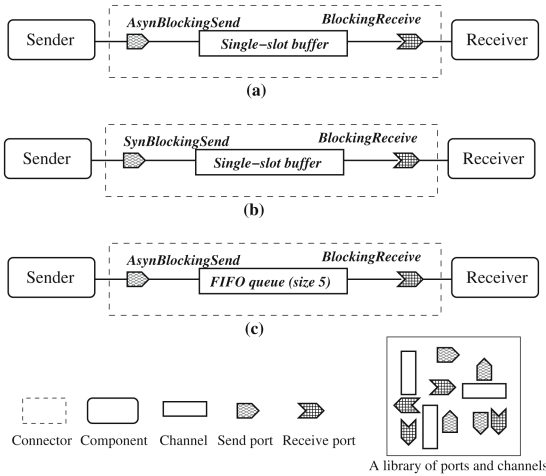 AsynBlockingSend
BlockingReceive
Sender
Single-slot buffer
Receiver
(a)
SynBlockingSend
BlockingReceive
Sender
Single-slot buffer
Receiver
(b)
AsynBlockingSend
BlockingReceive
Sender
FIFO queue (size 5)
Receiver
(c)
Connector
Component
Channel
Send port
Receive port
A library of ports and channels